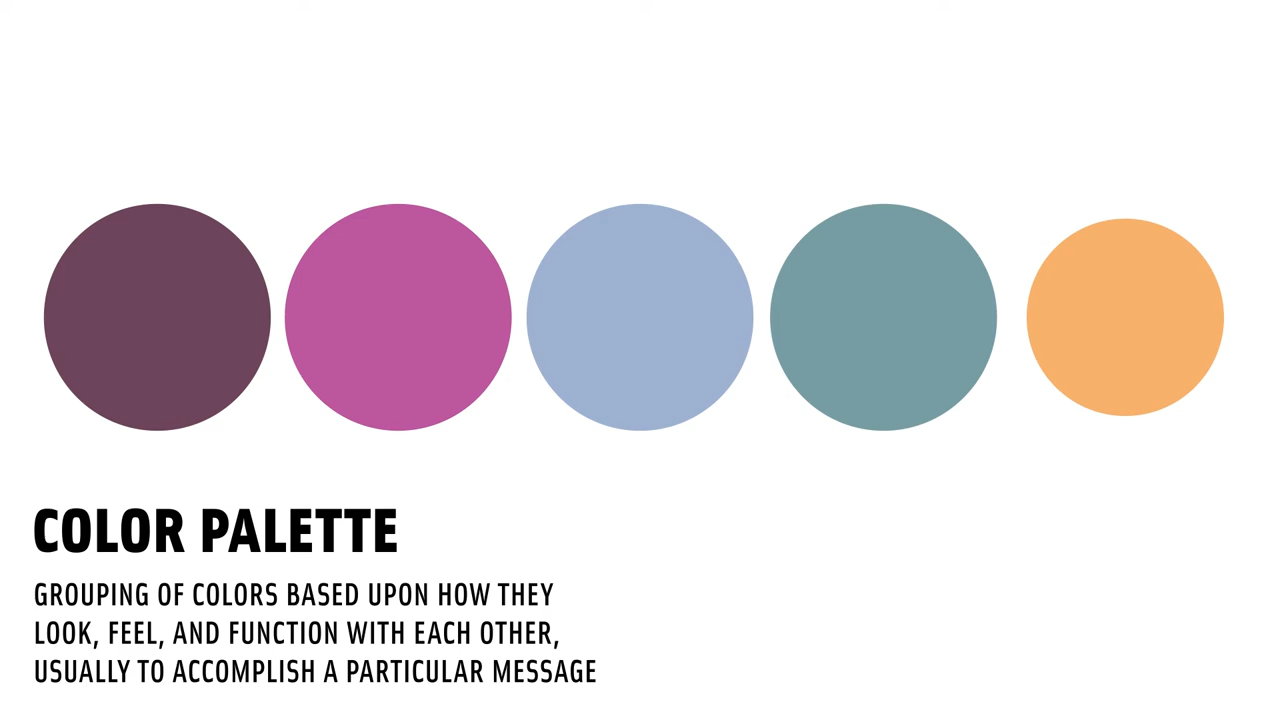 COLOR PALETTE
GROUPING OF COLORS BASED UPON HOW THEY
LOOK, FEEL, AND FUNCTION WITH EACH OTHER,
USUALLY TO ACCOMPLISH A PARTICULAR MESSAGE